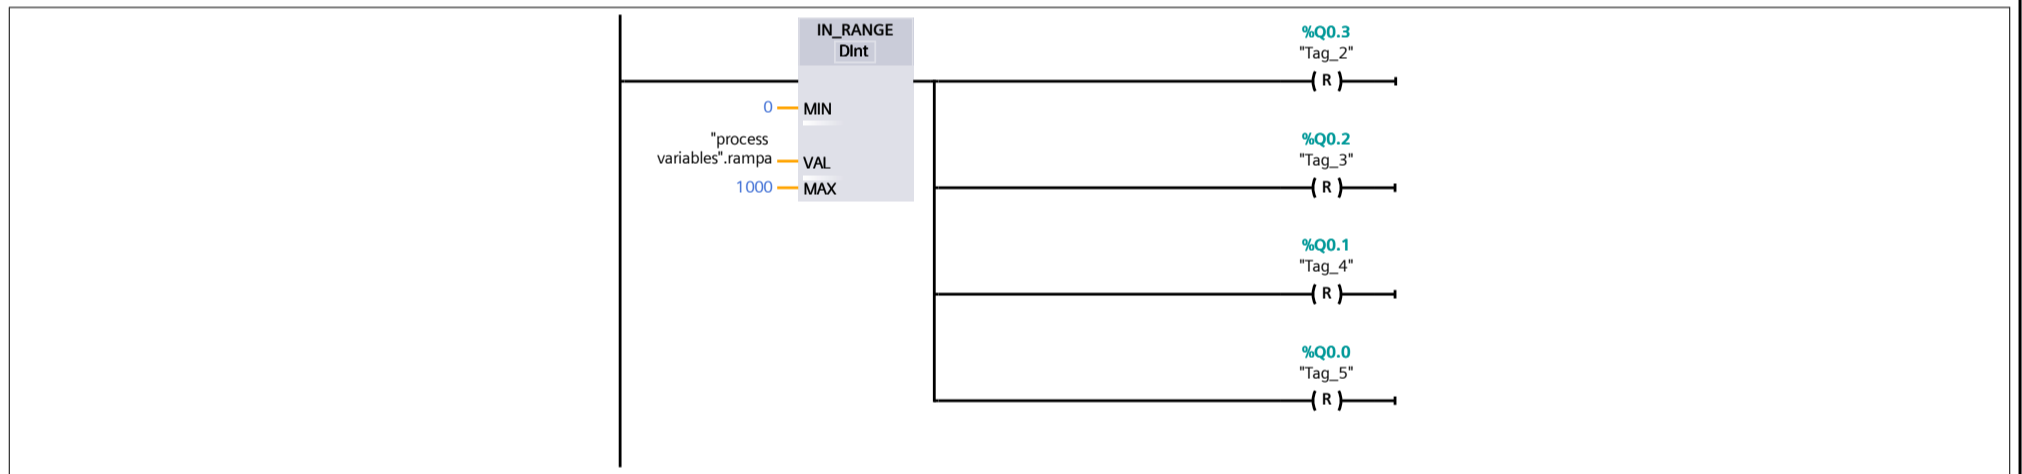 IN_RANGE
DInt
0
MIN
"process
variables".rampa
VAL
1000
MAX
%Q0.3
"Tag_2"
R
%Q0.2
"Tag_3"
R
%Q0.1
"Tag_4"
R
%Q0.0
"Tag_5"
R